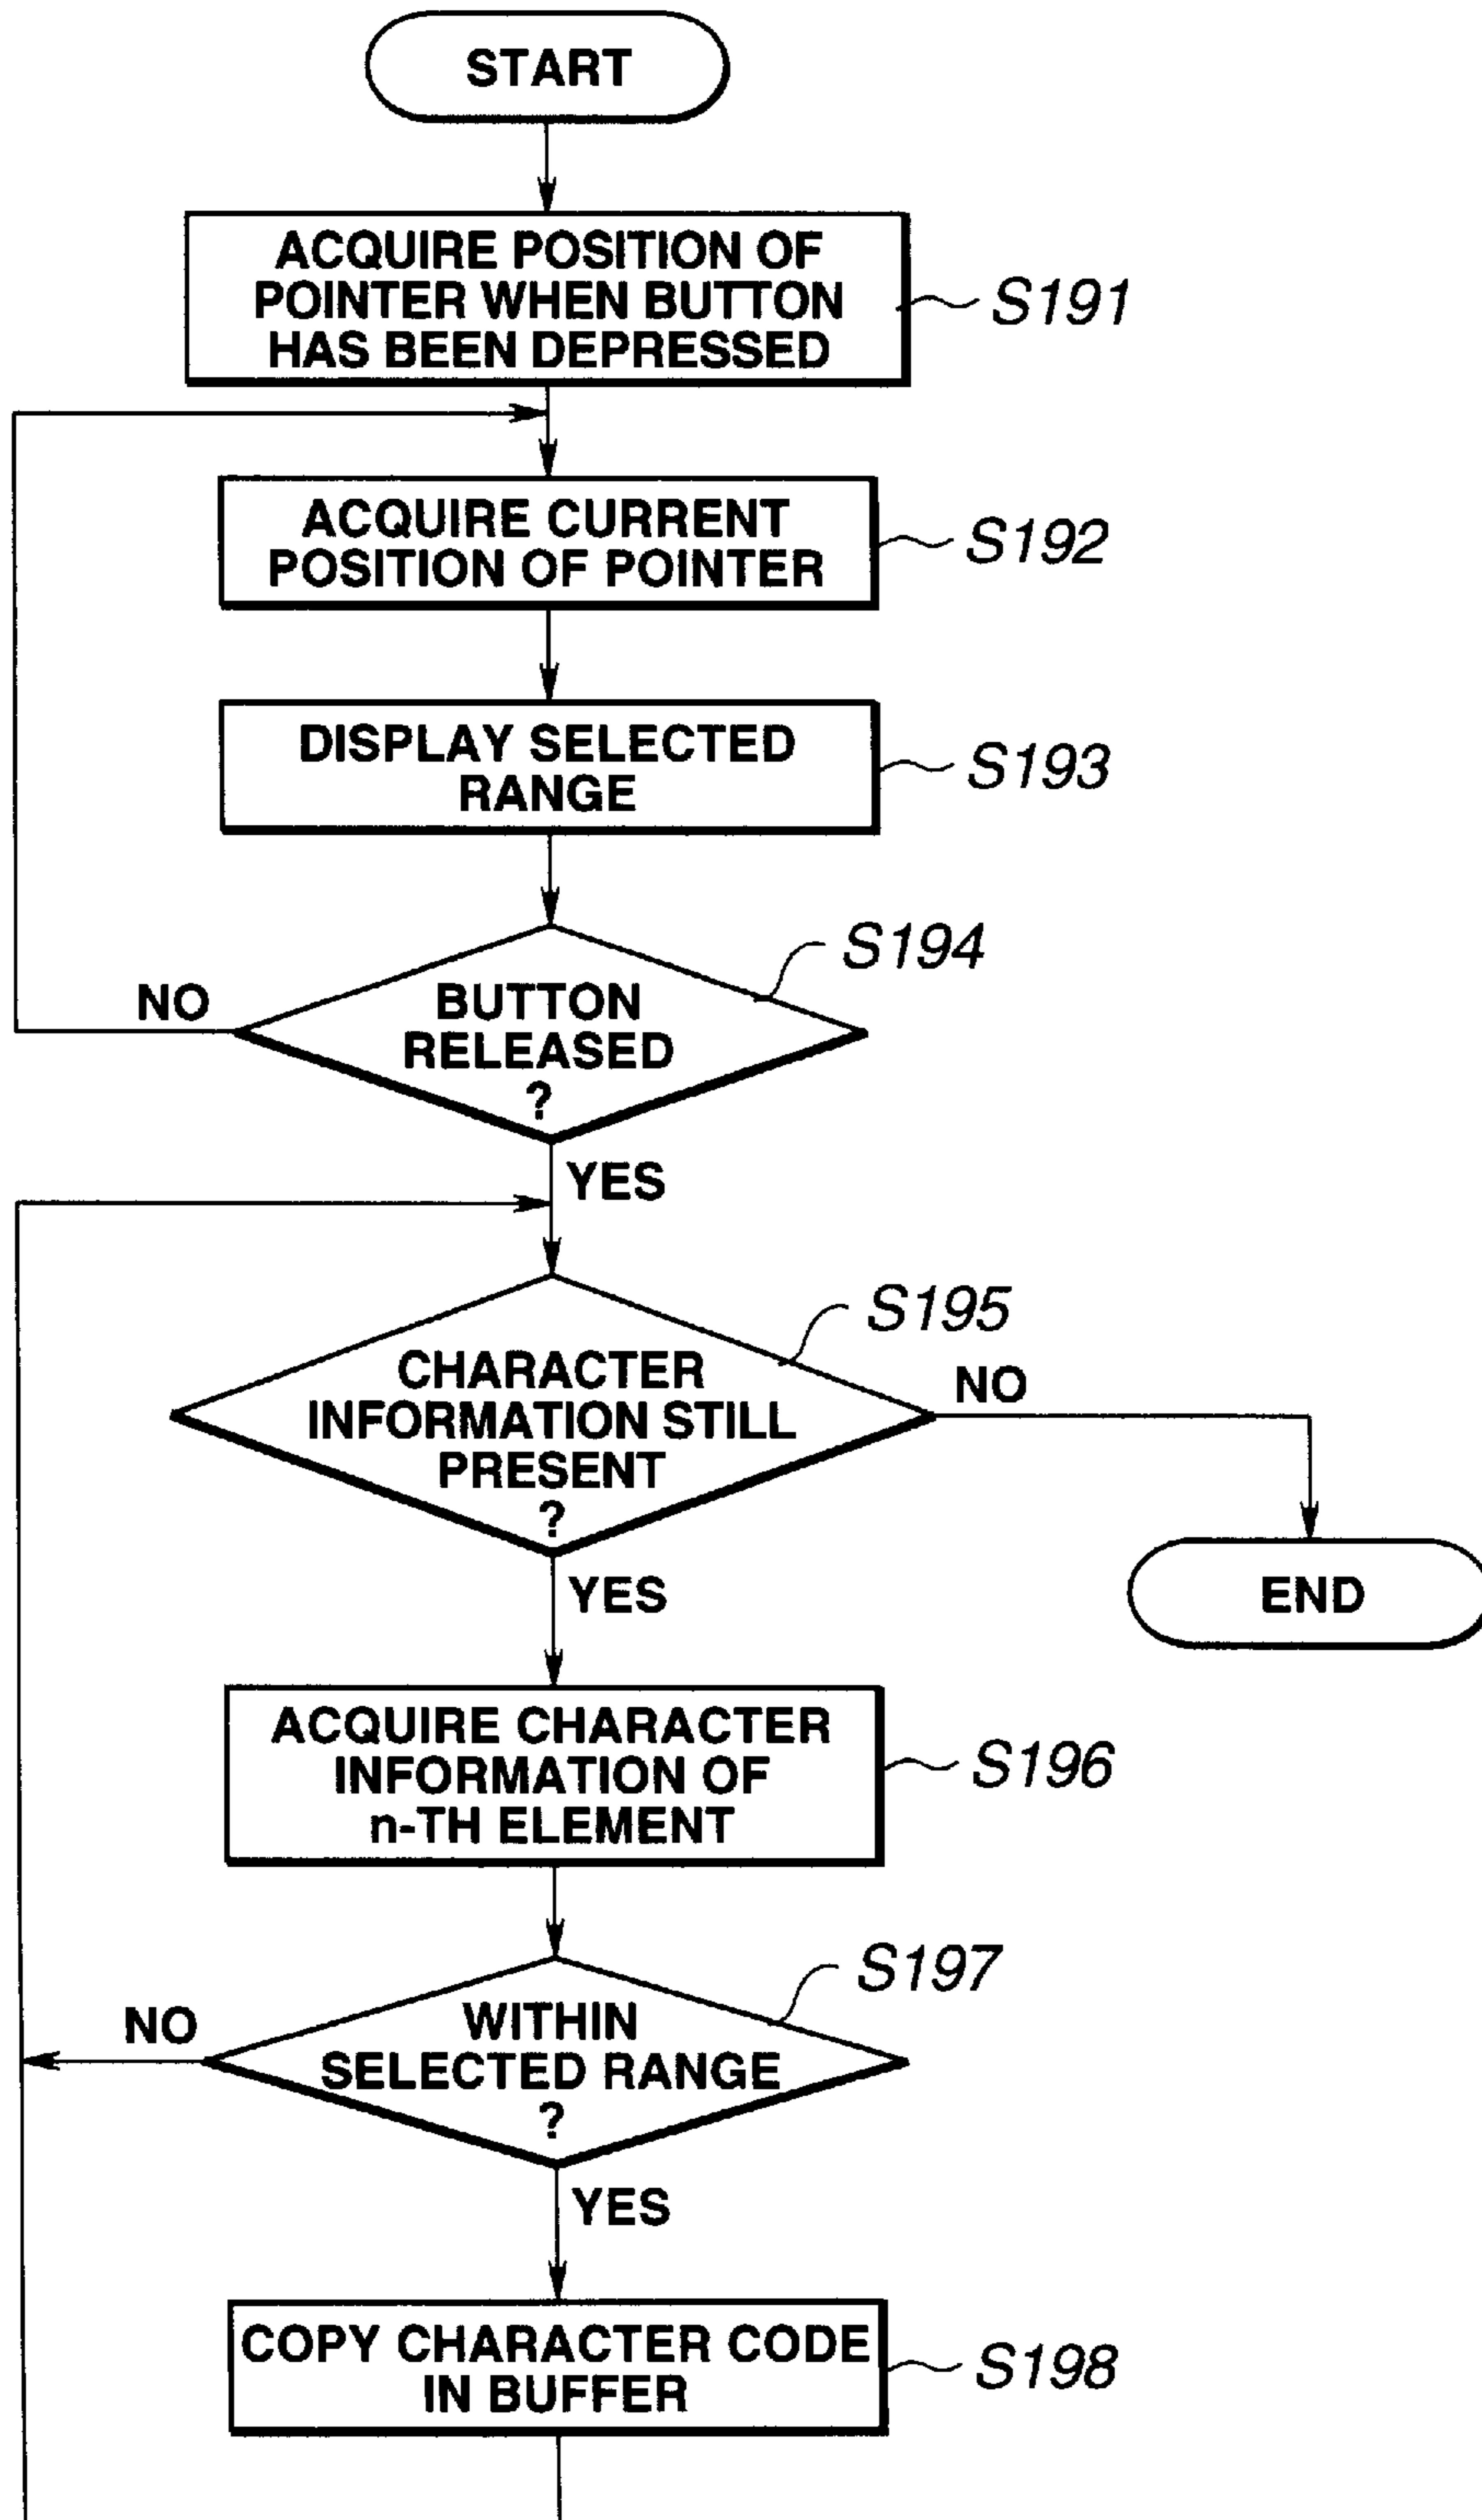 START
ACQUIRE POSITION OF
POINTER WHEN BUTTON
HAS BEEN DEPRESSED
S191
ACQUIRE CURRENT
POSITION OF POINTER
S192
DISPLAY SELECTED
RANGE
S193
S194
NO
BUTTON
RELEASED
?
YES
S195
CHARACTER
INFORMATION STILL
PRESENT
?
NO
YES
END
ACQUIRE CHARACTER
INFORMATION OF
n-TH ELEMENT
S196
S197
NO
WITHIN
SELECTED RANGE
?
YES
COPY CHARACTER CODE
IN BUFFER
S198